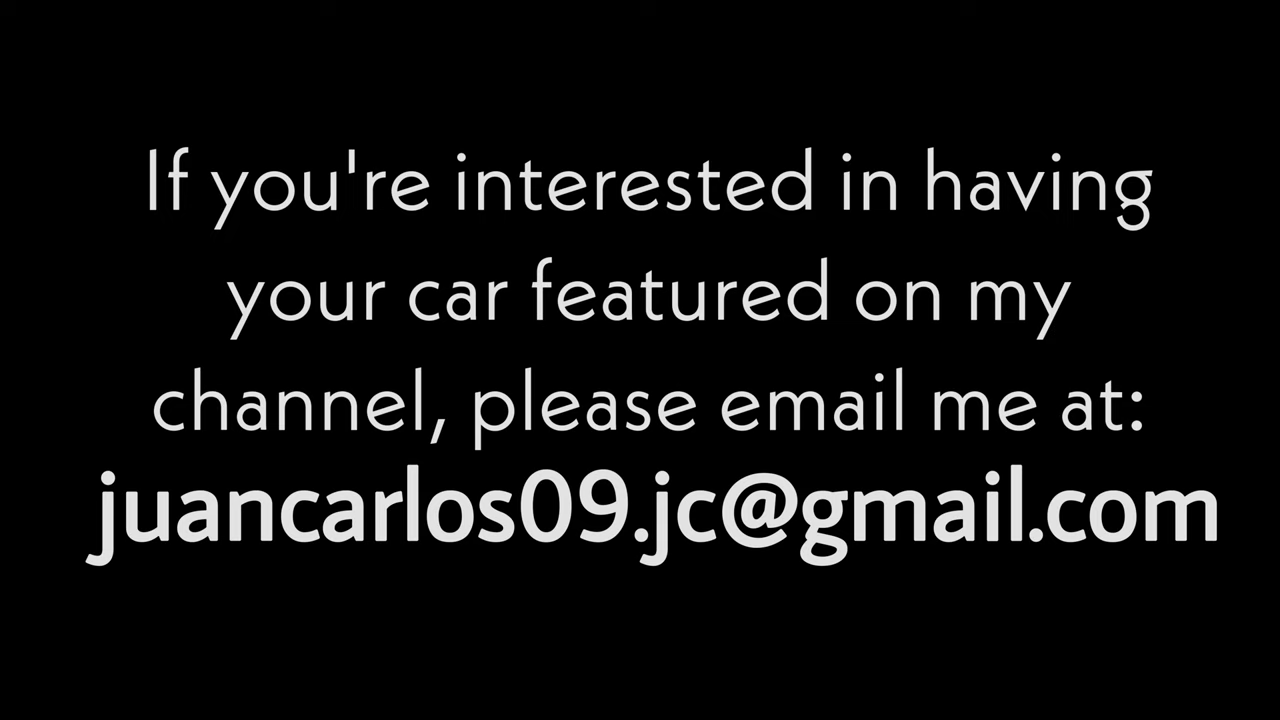 If you're interested in having
your car featured on my
channel, please email me at:
juancarlos09.jc@gmail.com